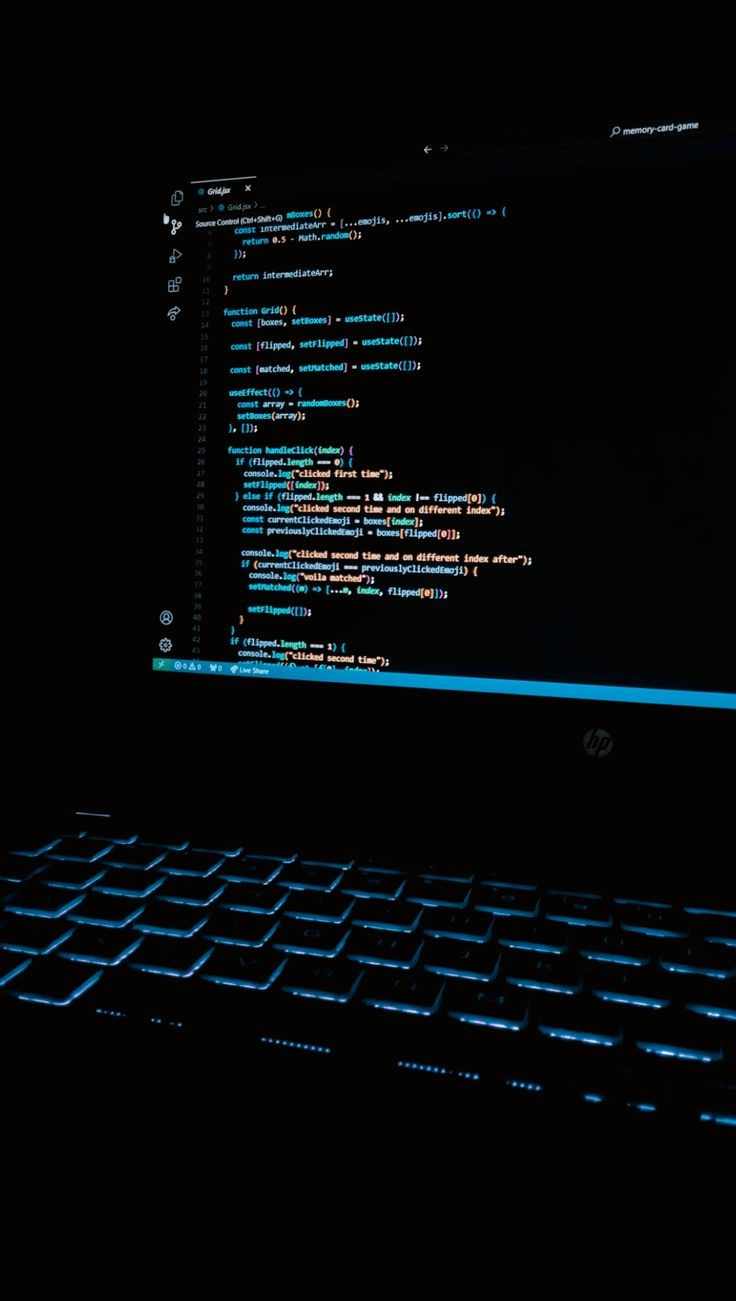 memory-card-game
Grid.jsx
src > Grid.jsx > ...
Source Control (Ctrl+Shift+G)
mBoxes() {
const intermediateArr = [...emojis, ...emojis].sort(() => {
return 0.5 - Math.random();
});
return intermediateArr;
}
function Grid() {
const [boxes, setBoxes] = useState([]);
const [flipped, setFlipped] = useState([]);
const [matched, setMatched] = useState([]);
useEffect(() => {
const array = randomBoxes();
setBoxes(array);
}, []);
function handleClick(index) {
if (flipped.length === 0) {
console.log("clicked first time");
setFlipped([index]);
} else if (flipped.length === 1 && index !== flipped[0]) {
console.log("clicked second time and on different index");
const currentClickedEmoji = boxes[index];
const previouslyClickedEmoji = boxes[flipped[0]];
console.log("clicked second time and on different index after");
if (currentClickedEmoji === previouslyClickedEmoji) {
console.log("voila matched");
setMatched((m) => [...m, index, flipped[0]]);
setFlipped([]);
}
}
if (flipped.length === 1) {
console.log("clicked second time");
0 0 0 Live Share
hp